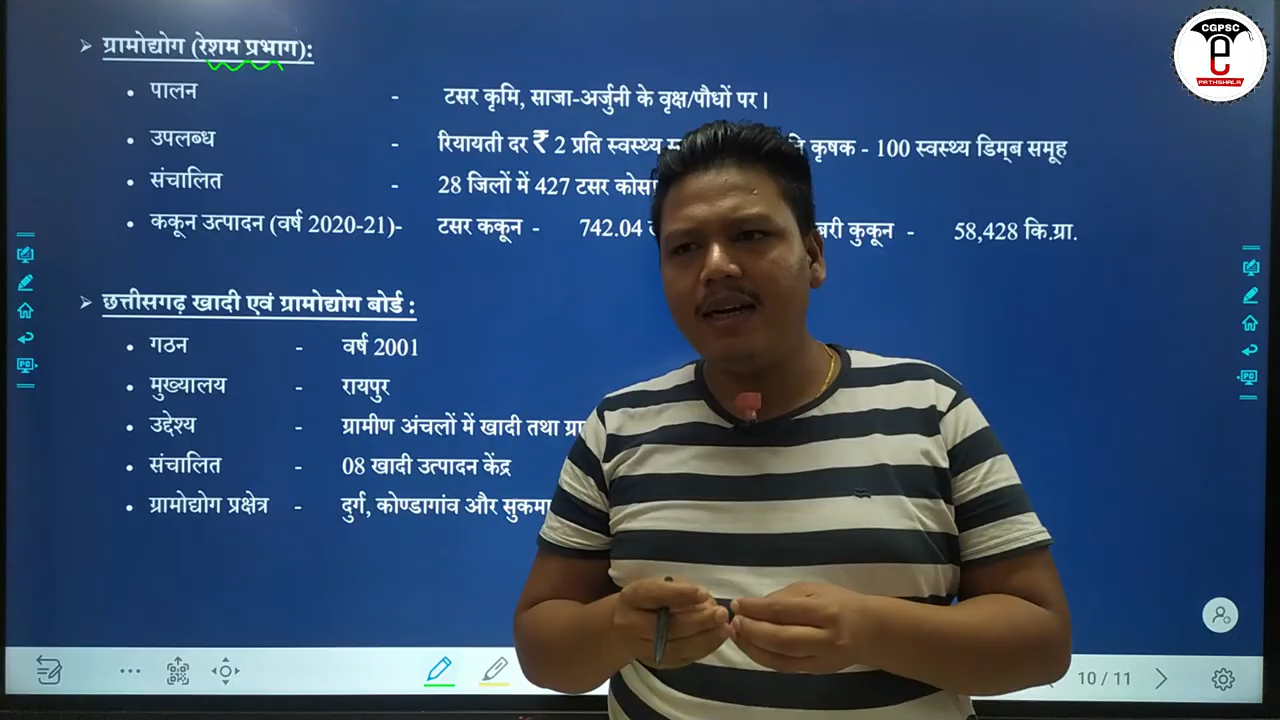 CGPSC
e
PATHSHALA
➢ ग्रामोद्योग (रेशम प्रभाग):
• पालन - टसर कृमि, साजा-अर्जुनी के वृक्ष/पौधों पर।
• उपलब्ध - रियायती दर ₹ 2 प्रति स्वस्थ्य कृषक - 100 स्वस्थ्य डिम्ब समूह
• संचालित - 28 जिलों में 427 टसर
• ककून उत्पादन (वर्ष 2020-21)- टसर ककून - 742.04 कुकून - 58,428 कि.ग्रा.
➢ छत्तीसगढ़ खादी एवं ग्रामोद्योग बोर्ड :
• गठन - वर्ष 2001
• मुख्यालय - रायपुर
• उद्देश्य - ग्रामीण अंचलों में खादी तथा
• संचालित - 08 खादी उत्पादन केंद्र
• ग्रामोद्योग प्रक्षेत्र - दुर्ग, कोण्डागांव और सुकमा
10 / 11